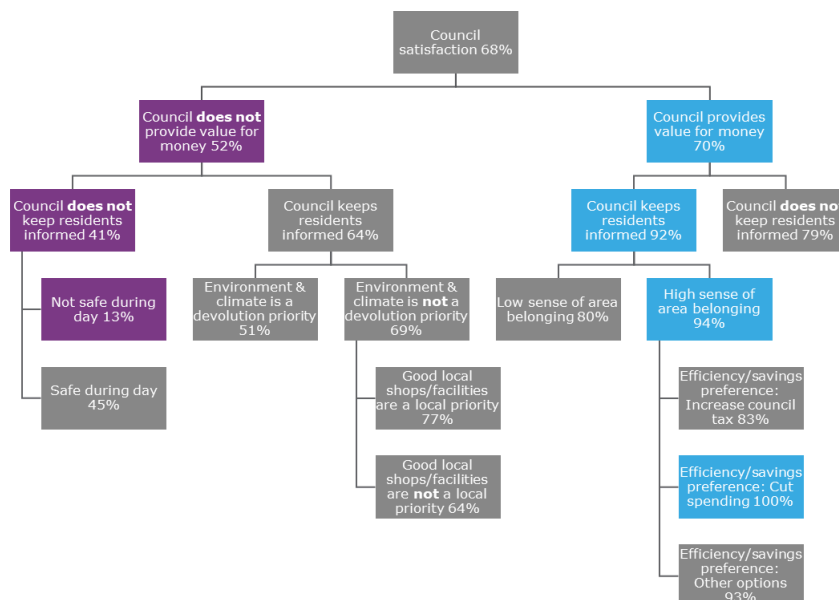 Council
satisfaction 68%
Council does not
provide value for
money 52%
Council provides
value for money
70%
Council does not
keep residents
informed 41%
Council keeps
residents
informed 64%
Council keeps
residents
informed 92%
Council does not
keep residents
informed 79%
Not safe during
day 13%
Environment &
climate is a
devolution priority
51%
Environment &
climate is not a
devolution priority
69%
Low sense of area
belonging 80%
High sense of
area belonging
94%
Safe during day
45%
Good local
shops/facilities
are a local priority
77%
Efficiency/savings
preference:
Increase council
tax 83%
Good local
shops/facilities
are not a local
priority 64%
Efficiency/savings
preference: Cut
spending 100%
Efficiency/savings
preference:
Other options
93%